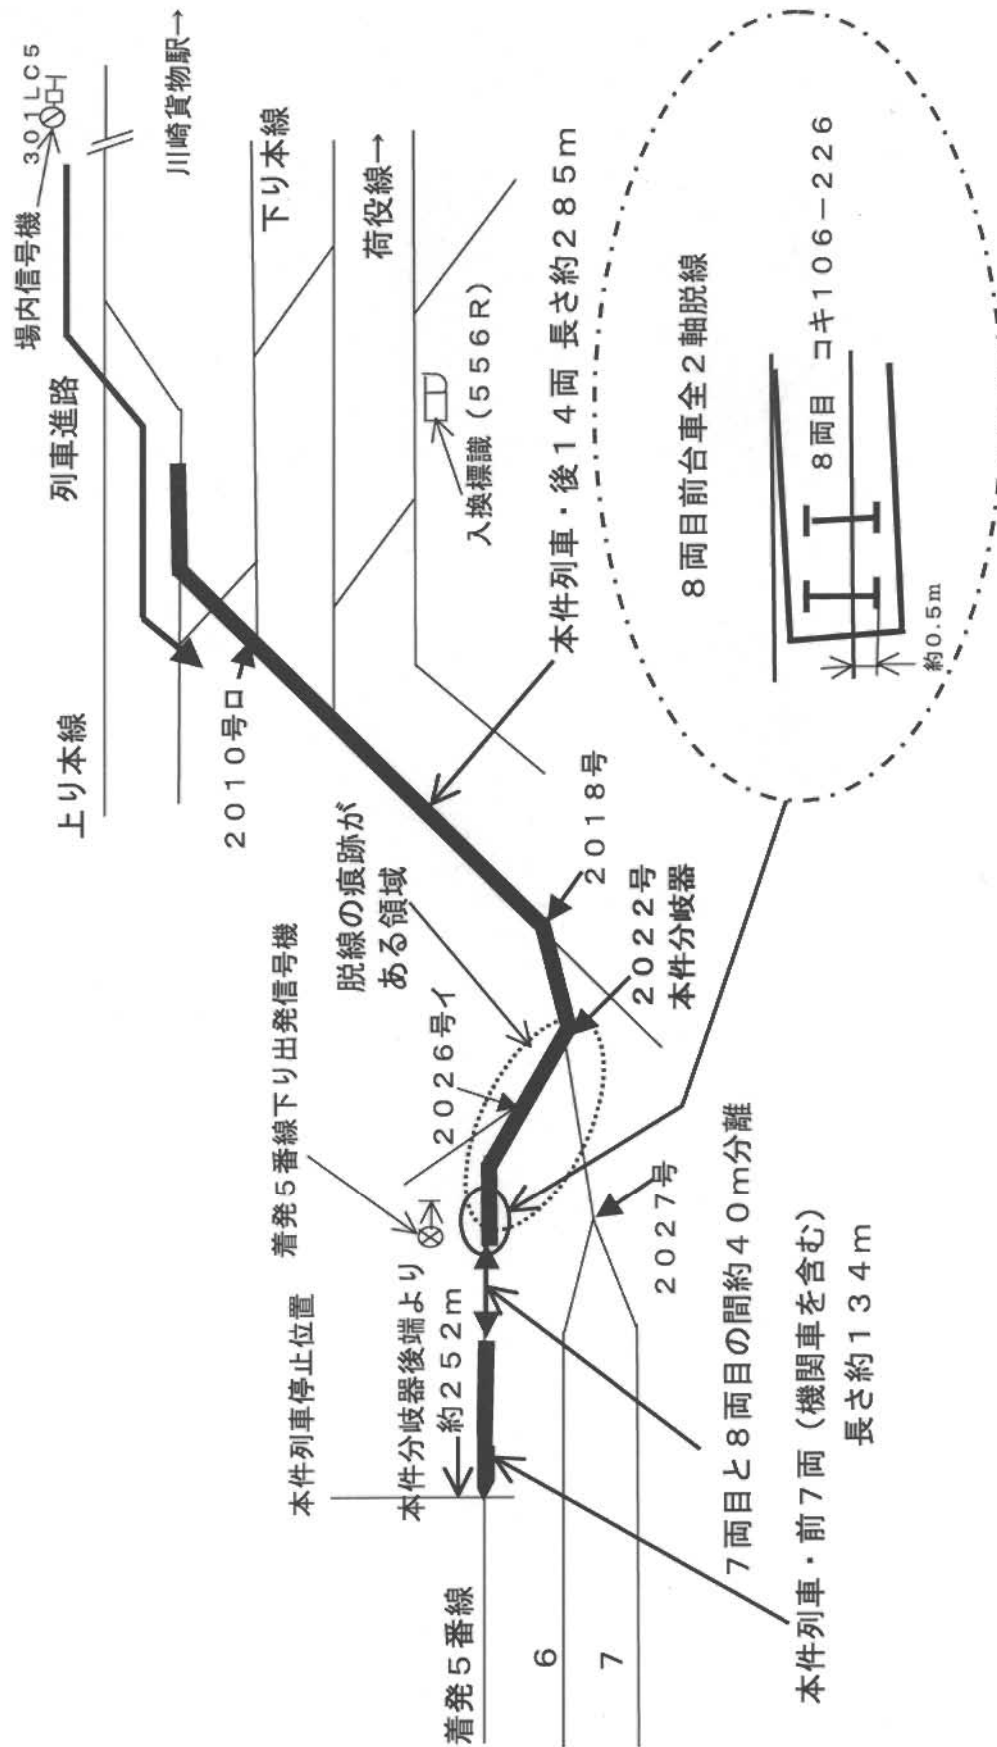 場内信号機
３０１ＬＣ５
列車進路
川崎貨物駅→
上り本線
下り本線
荷役線→
２０１０号ロ
入換標識（５５６Ｒ）
本件列車・後１４両 長さ約２８５ｍ
脱線の痕跡が
ある領域
着発５番線下り出発信号機
２０２６号イ
２０１８号
２０２２号
本件分岐器
２０２７号
本件列車停止位置
本件分岐器後端より
約２５２ｍ
着発５番線
６
７
７両目と８両目の間約４０ｍ分離
本件列車・前７両（機関車を含む）
長さ約１３４ｍ
８両目前台車全２軸脱線
８両目 コキ１０６－２２６
約0.5ｍ